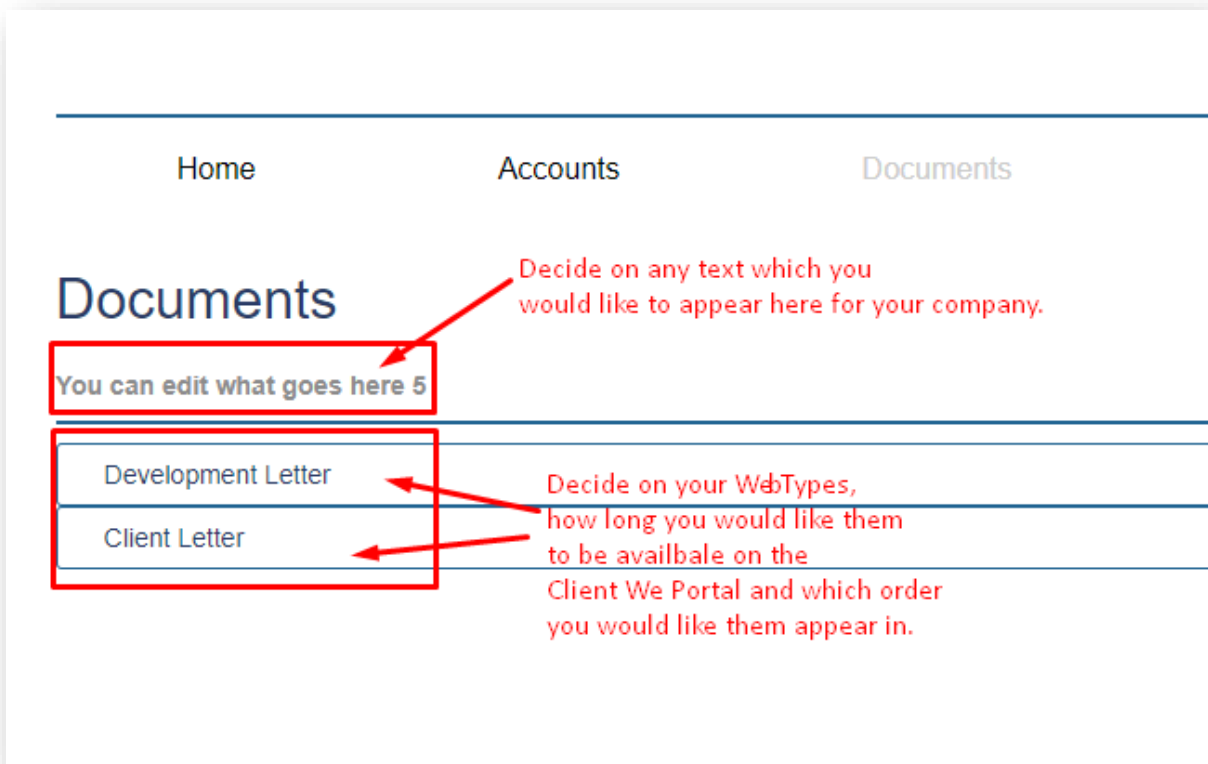 Home Accounts Documents
Decide on any text which you
would like to appear here for your company.
Documents
You can edit what goes here 5
Development Letter
Client Letter
Decide on your WebTypes,
how long you would like them
to be availbale on the
Client We Portal and which order
you would like them appear in.